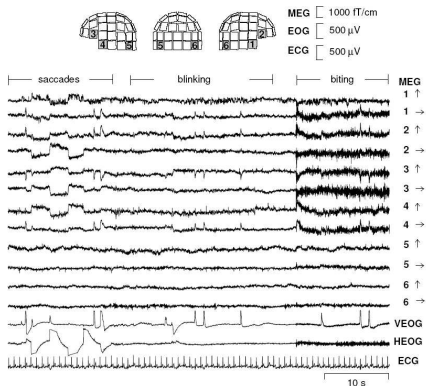 MEG 1000 fT/cm
EOG 500 µV
ECG 500 µV
3 4 5 5 6 6 1 2
saccades blinking biting MEG
1 ↑
1 →
2 ↑
2 →
3 ↑
3 →
4 ↑
4 →
5 ↑
5 →
6 ↑
6 →
VEOG
HEOG
ECG
10 s